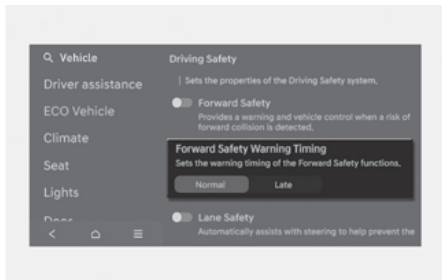 Vehicle
Driver assistance
ECO Vehicle
Climate
Seat
Lights
Door
Driving Safety
Sets the properties of the Driving Safety system.
Forward Safety
Provides a warning and vehicle control when a risk of
forward collision is detected.
Forward Safety Warning Timing
Sets the warning timing of the Forward Safety functions.
Normal
Late
Lane Safety
Automatically assists with steering to help prevent the